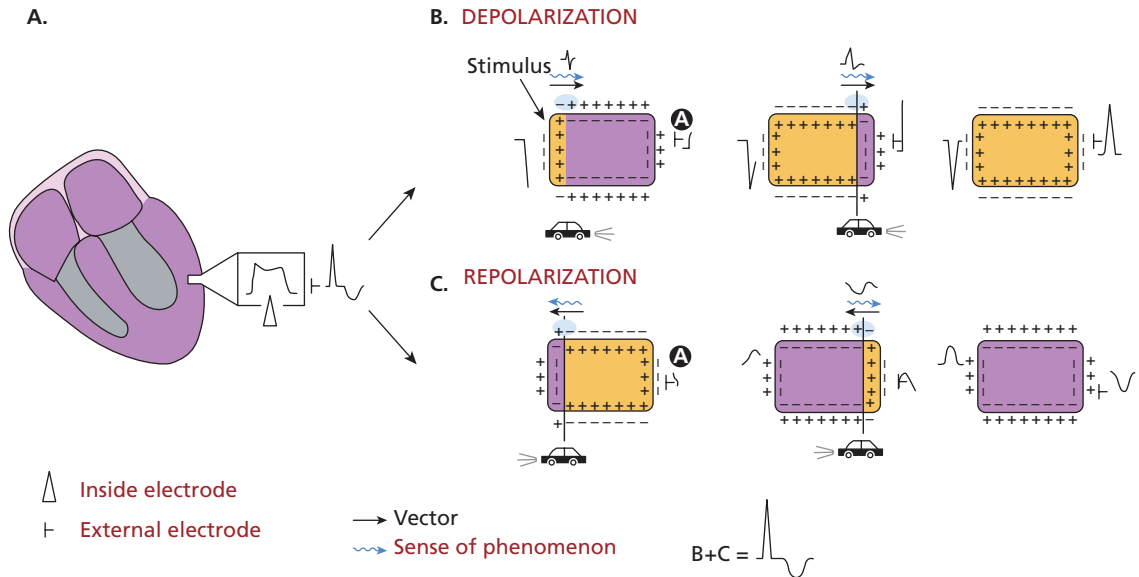 A.
B. DEPOLARIZATION
Stimulus
A
C. REPOLARIZATION
A
Inside electrode
External electrode
Vector
Sense of phenomenon
B+C =